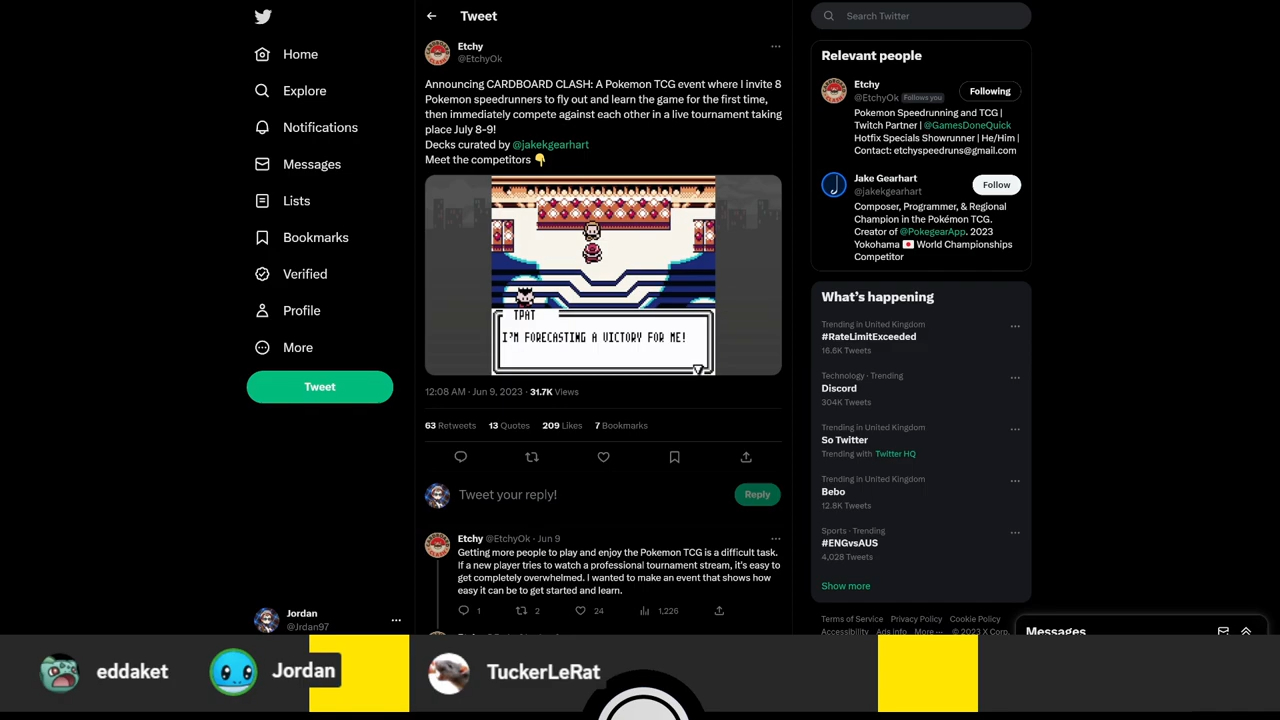 Home
Explore
Notifications
Messages
Lists
Bookmarks
Verified
Profile
More
Tweet
Jordan
@Jrdan97
Tweet
Etchy
@EtchyOk
Announcing CARDBOARD CLASH: A Pokemon TCG event where I invite 8
Pokemon speedrunners to fly out and learn the game for the first time,
then immediately compete against each other in a live tournament taking
place July 8-9!
Decks curated by @jakekgearhart
Meet the competitors 👇
TPAT
I'M FORECASTING A VICTORY FOR ME!
12:08 AM · Jun 9, 2023 · 31.7K Views
63 Retweets 13 Quotes 209 Likes 7 Bookmarks
Tweet your reply!
Reply
Etchy @EtchyOk · Jun 9
Getting more people to play and enjoy the Pokemon TCG is a difficult task.
If a new player tries to watch a professional tournament stream, it's easy to
get completely overwhelmed. I wanted to make an event that shows how
easy it can be to get started and learn.
1 2 24 1,226
Search Twitter
Relevant people
Etchy
@EtchyOk Follows you
Following
Pokemon Speedrunning and TCG |
Twitch Partner | @GamesDoneQuick
Hotfix Specials Showrunner | He/Him |
Contact: etchyspeedruns@gmail.com
Jake Gearhart
@jakekgearhart
Follow
Composer, Programmer, & Regional
Champion in the Pokémon TCG.
Creator of @PokegearApp. 2023
Yokohama 🇯🇵 World Championships
Competitor
What's happening
Trending in United Kingdom
#RateLimitExceeded
16.6K Tweets
Technology · Trending
Discord
304K Tweets
Trending in United Kingdom
So Twitter
Trending with Twitter HQ
Trending in United Kingdom
Bebo
12.8K Tweets
Sports · Trending
#ENGvsAUS
4,028 Tweets
Show more
Terms of Service Privacy Policy Cookie Policy
Accessibility Ads info More ··· © 2023 X Corp.
Messages
eddaket
Jordan
TuckerLeRat